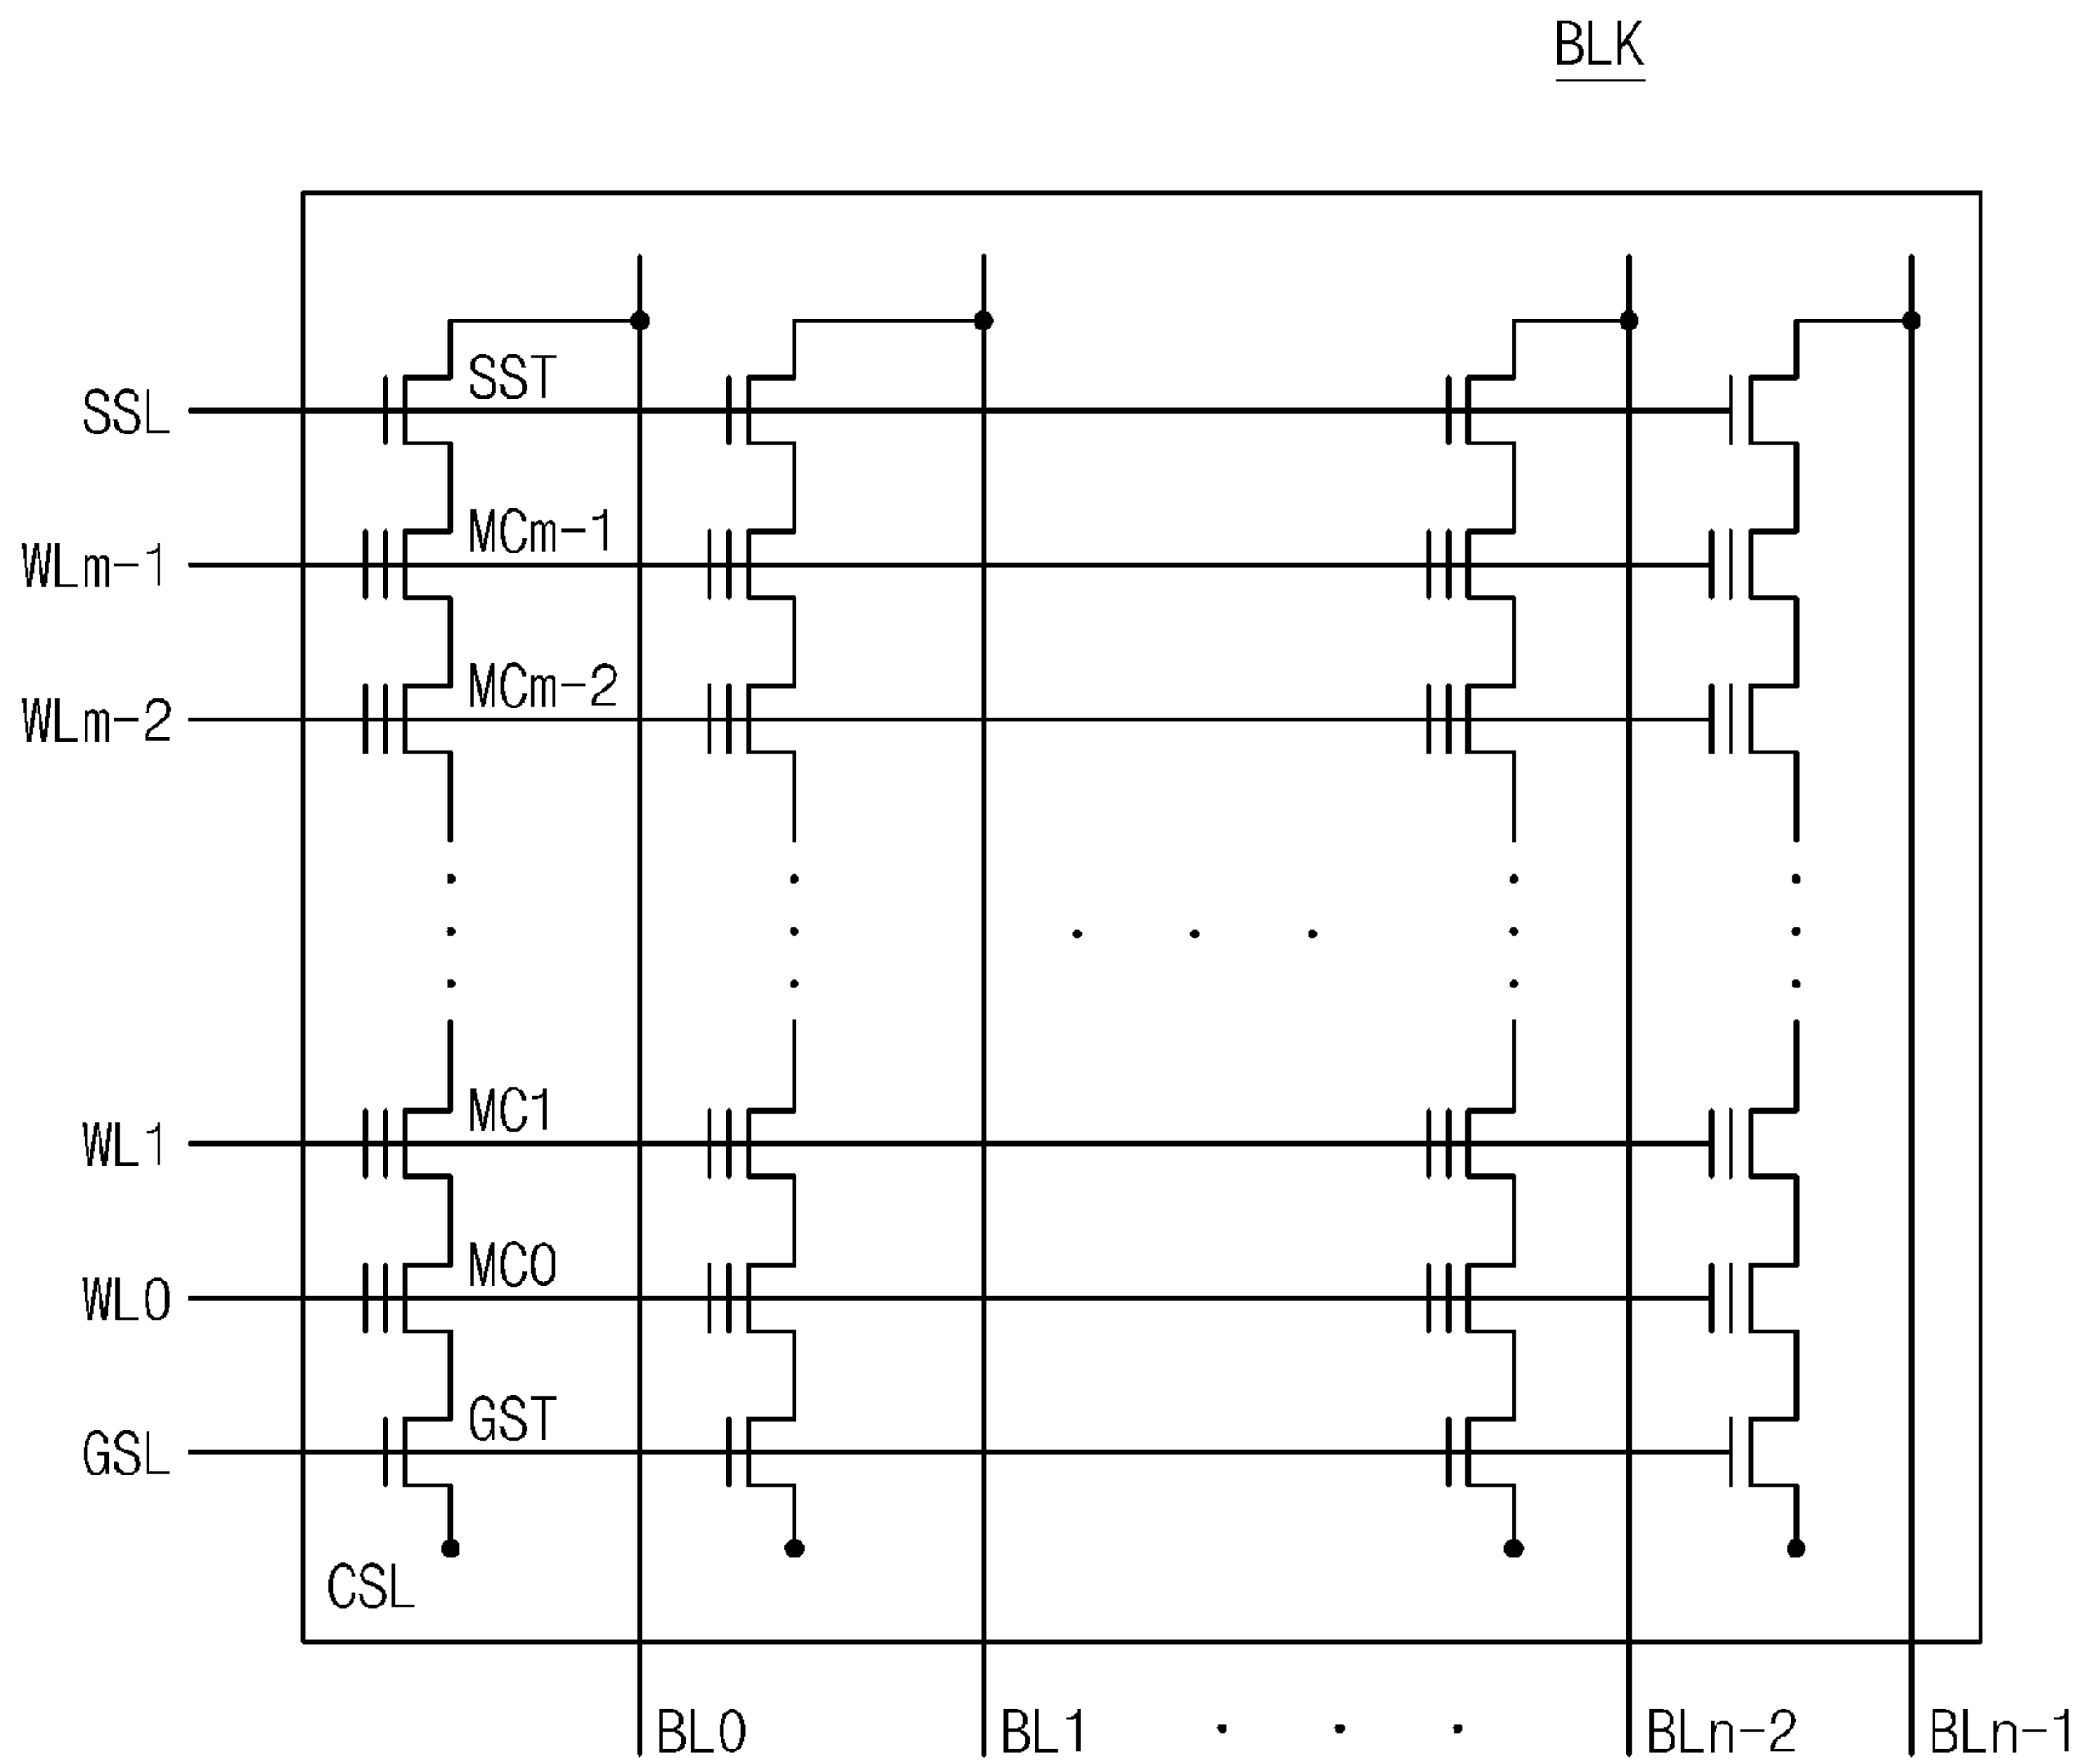 BLK
SST
SSL
MCm-1
WLm-1
MCm-2
WLm-2
MC1
WL1
MC0
WL0
GST
GSL
CSL
BL0 BL1 · · · BLn-2 BLn-1